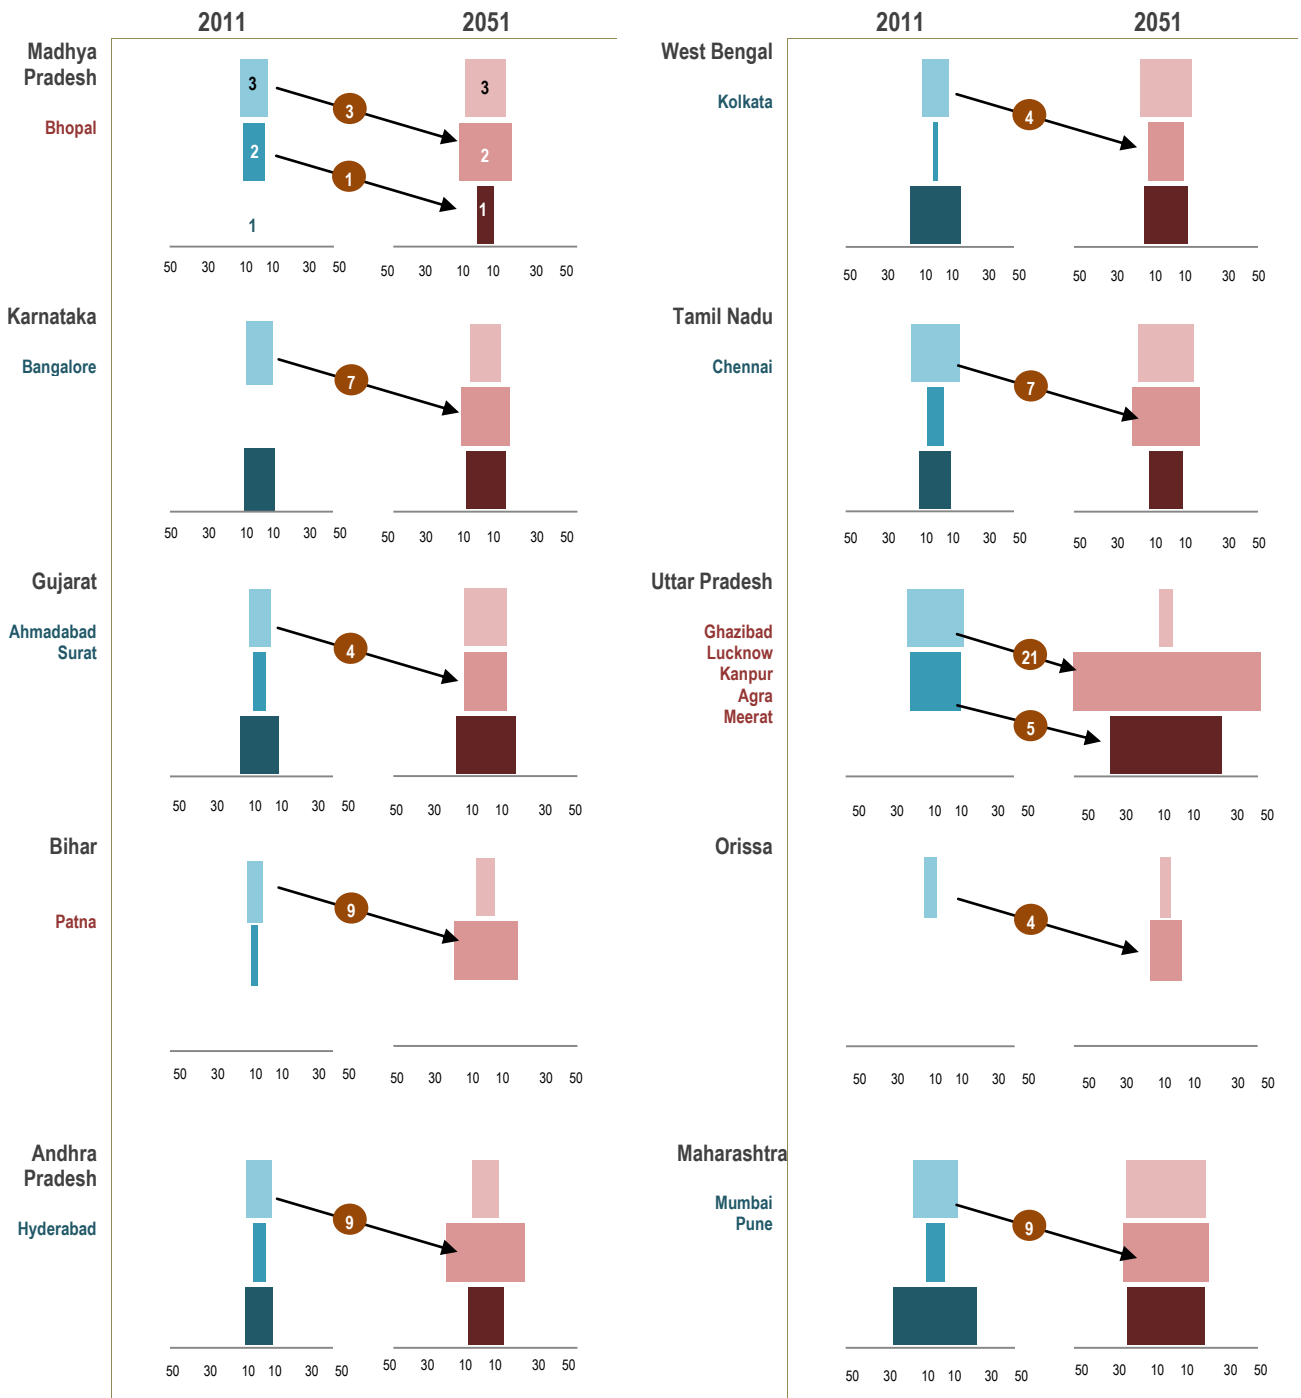 2011
2051
2011
2051
Madhya
Pradesh
Bhopal
3
3
3
2
1
2
1
1
50 30 10 10 30 50
50 30 10 10 30 50
West Bengal
Kolkata
4
50 30 10 10 30 50
50 30 10 10 30 50
Karnataka
Bangalore
7
50 30 10 10 30 50
50 30 10 10 30 50
Tamil Nadu
Chennai
7
50 30 10 10 30 50
50 30 10 10 30 50
Gujarat
Ahmadabad
Surat
4
50 30 10 10 30 50
50 30 10 10 30 50
Uttar Pradesh
Ghazibad
Lucknow
Kanpur
Agra
Meerat
21
5
50 30 10 10 30 50
50 30 10 10 30 50
Bihar
Patna
9
50 30 10 10 30 50
50 30 10 10 30 50
Orissa
4
50 30 10 10 30 50
50 30 10 10 30 50
Andhra
Pradesh
Hyderabad
9
50 30 10 10 30 50
50 30 10 10 30 50
Maharashtra
Mumbai
Pune
9
50 30 10 10 30 50
50 30 10 10 30 50